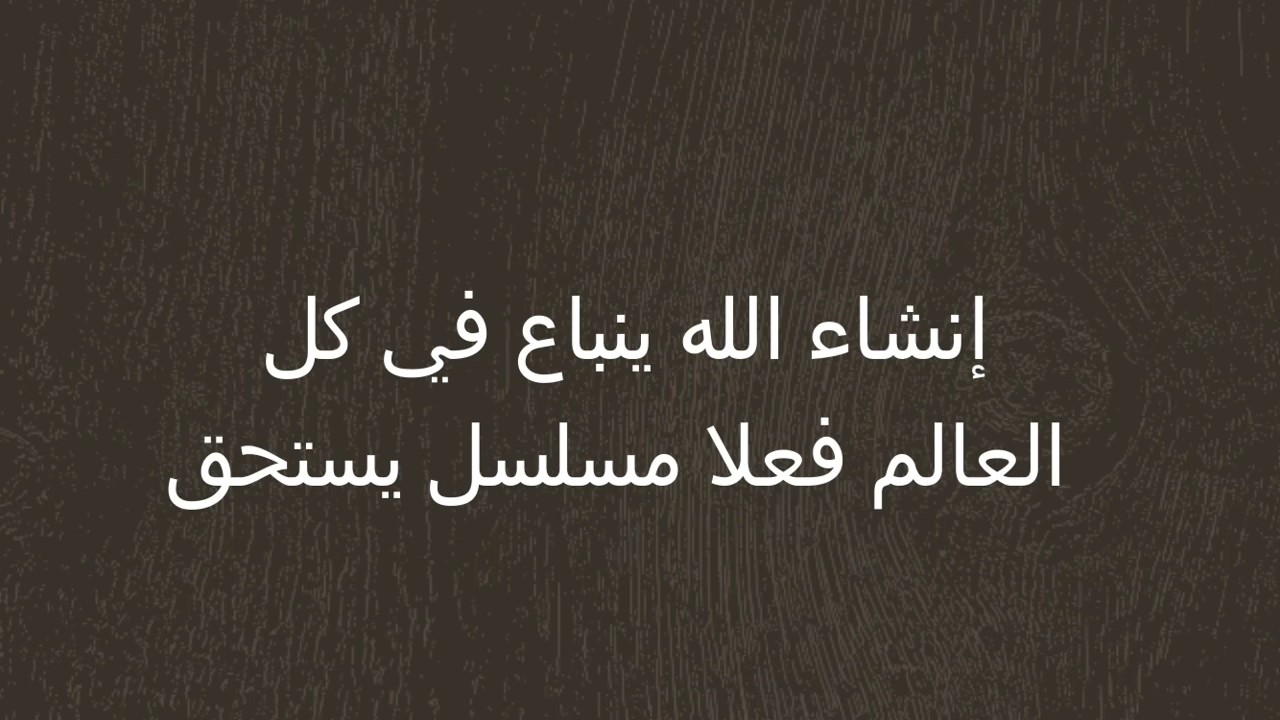 إنشاء الله ينباع في كل
العالم فعلا مسلسل يستحق